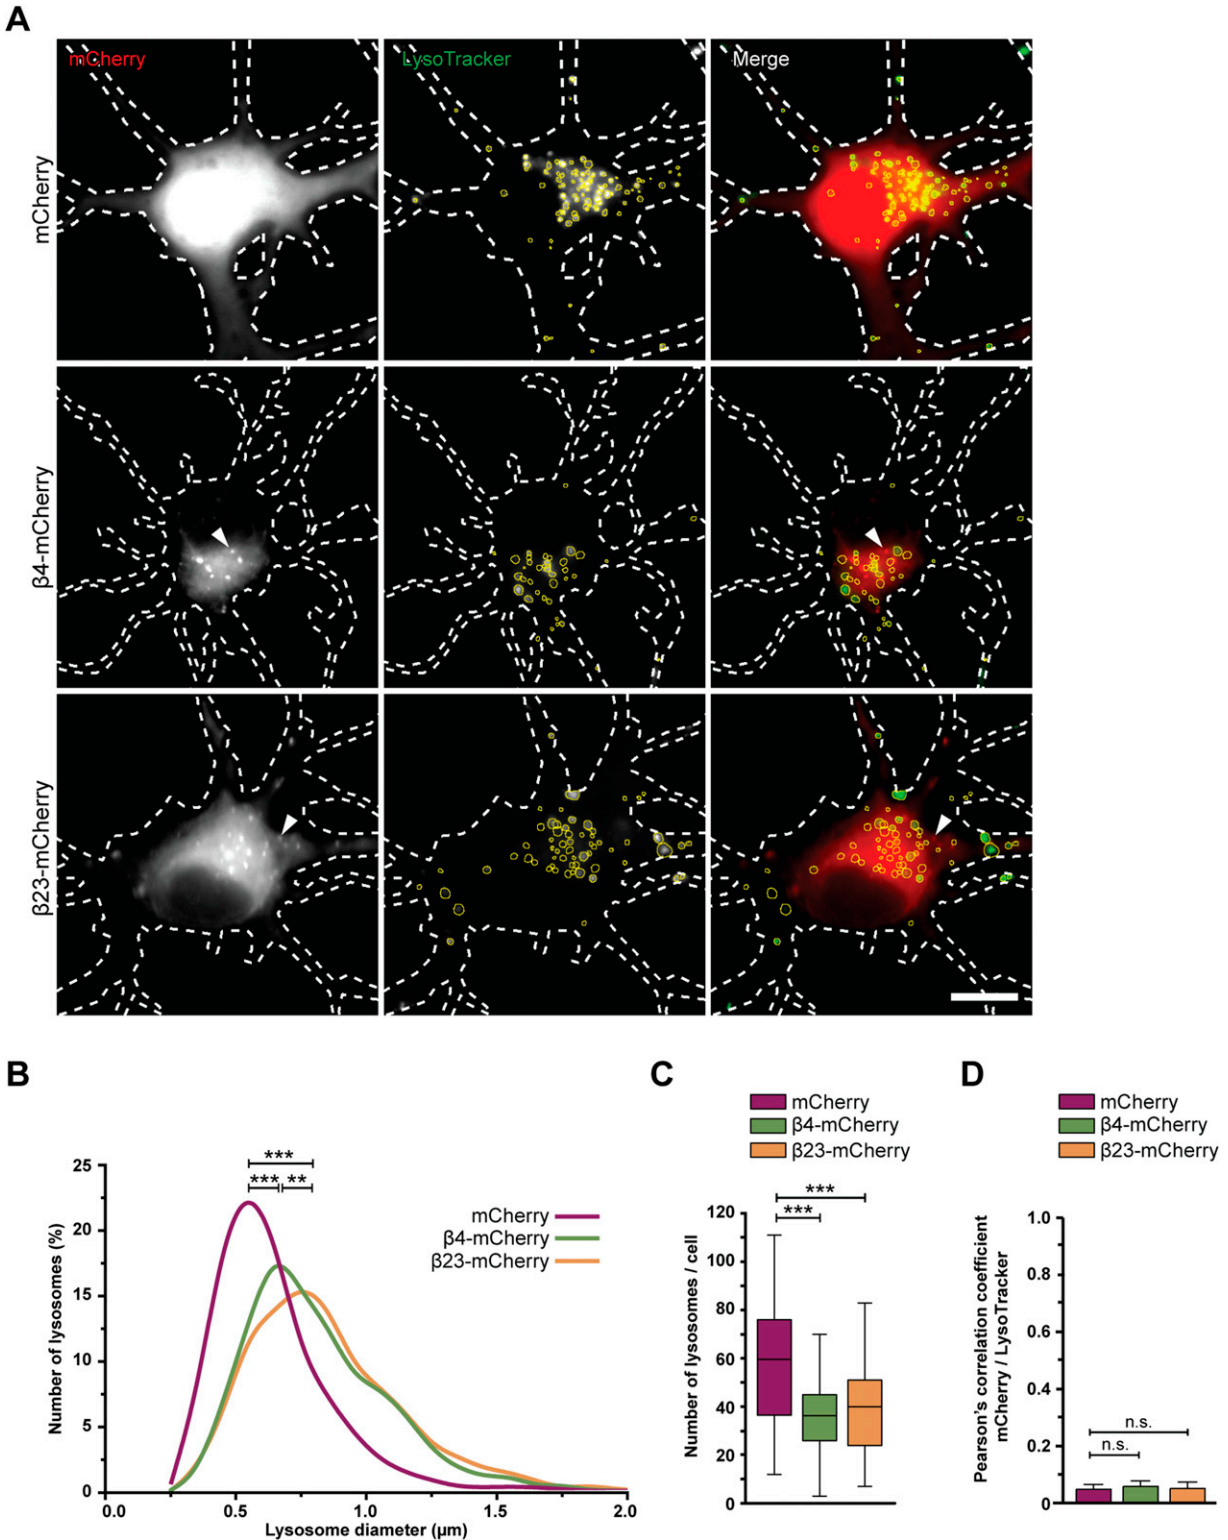 A
mCherry
LysoTracker
Merge
mCherry
β4-mCherry
β23-mCherry
B
C
D
mCherry
β4-mCherry
β23-mCherry
mCherry
β4-mCherry
β23-mCherry
***
*** **
25
20
15
10
5
0
Number of lysosomes (%)
mCherry
β4-mCherry
β23-mCherry
0.0 0.5 1.0 1.5 2.0
Lysosome diameter (µm)
***
***
120
100
80
60
40
20
0
Number of lysosomes / cell
1.0
0.8
0.6
0.4
0.2
0
Pearson's correlation coefficient
mCherry / LysoTracker
n.s.
n.s.